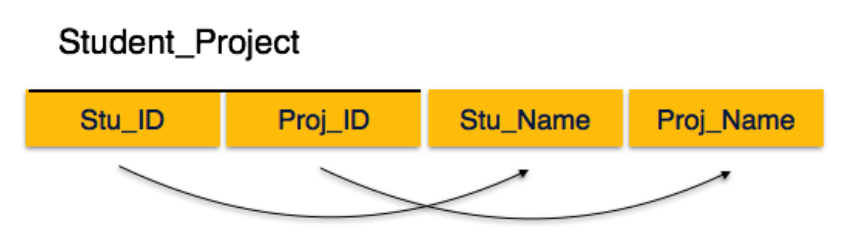 Student_Project
Stu_ID Proj_ID Stu_Name Proj_Name